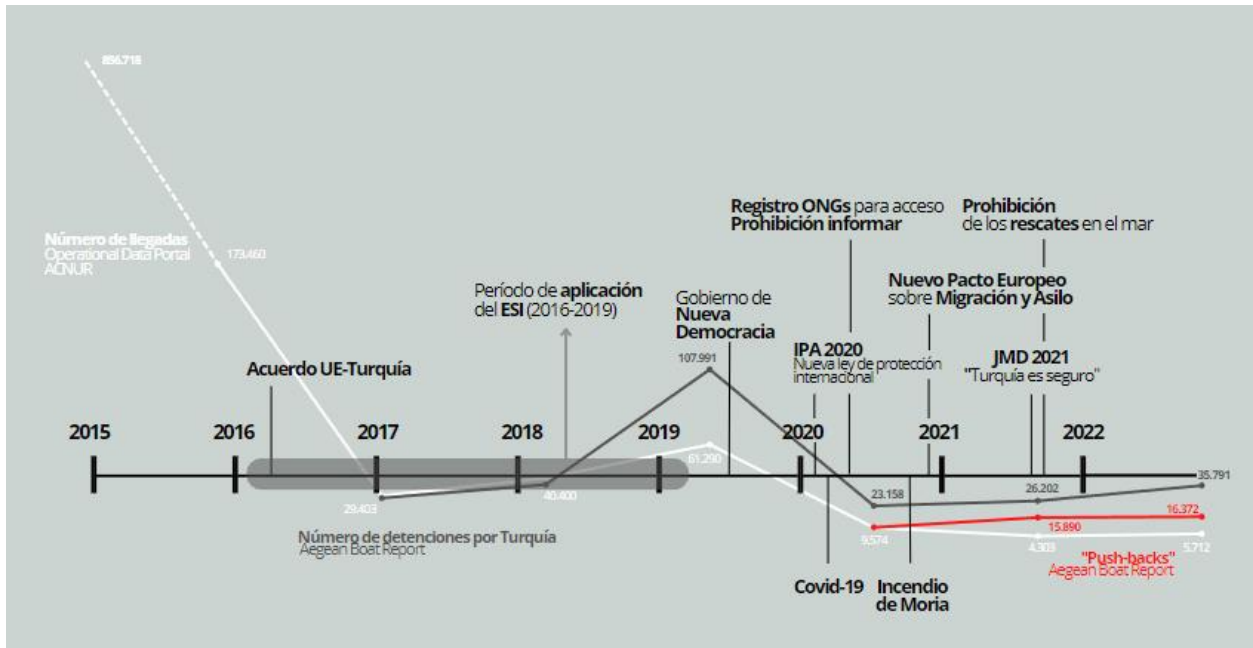 856.718
Registro ONGs para acceso
Prohibición informar
Prohibición
de los rescates en el mar
Número de llegadas
Operational Data Portal
ACNUR
173.460
Período de aplicación
del ESI (2016-2019)
Gobierno de
Nueva
Democracia
Nuevo Pacto Europeo
sobre Migración y Asilo
107.991
IPA 2020
Nueva ley de protección
internacional
JMD 2021
"Turquía es seguro"
Acuerdo UE-Turquía
2015
2016
2017
2018
2019
2020
2021
2022
61.290
35.791
40.400
29.403
23.158
26.202
16.372
15.890
9.574
4.303
5.712
Número de detenciones por Turquía
Aegean Boat Report
"Push-backs"
Aegean Boat Report
Covid-19
Incendio
de Moria